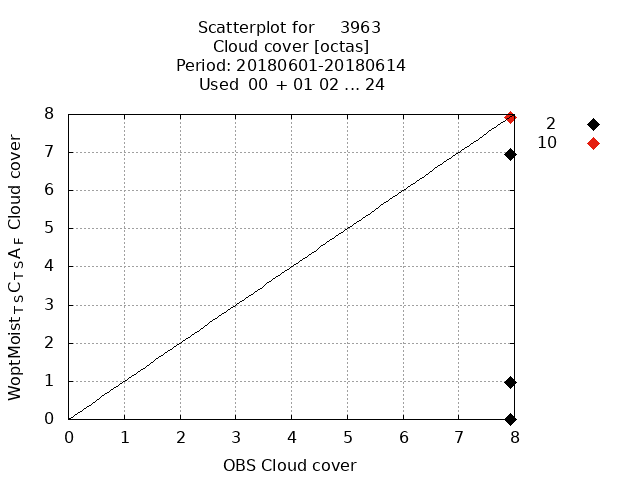 Scatterplot for 3963
Cloud cover [octas]
Period: 20180601-20180614
Used 00 + 01 02 ... 24
WoptMoist_T_S C_T_S A_F Cloud cover
8
7
6
5
4
3
2
1
0
0 1 2 3 4 5 6 7 8
OBS Cloud cover
2
10